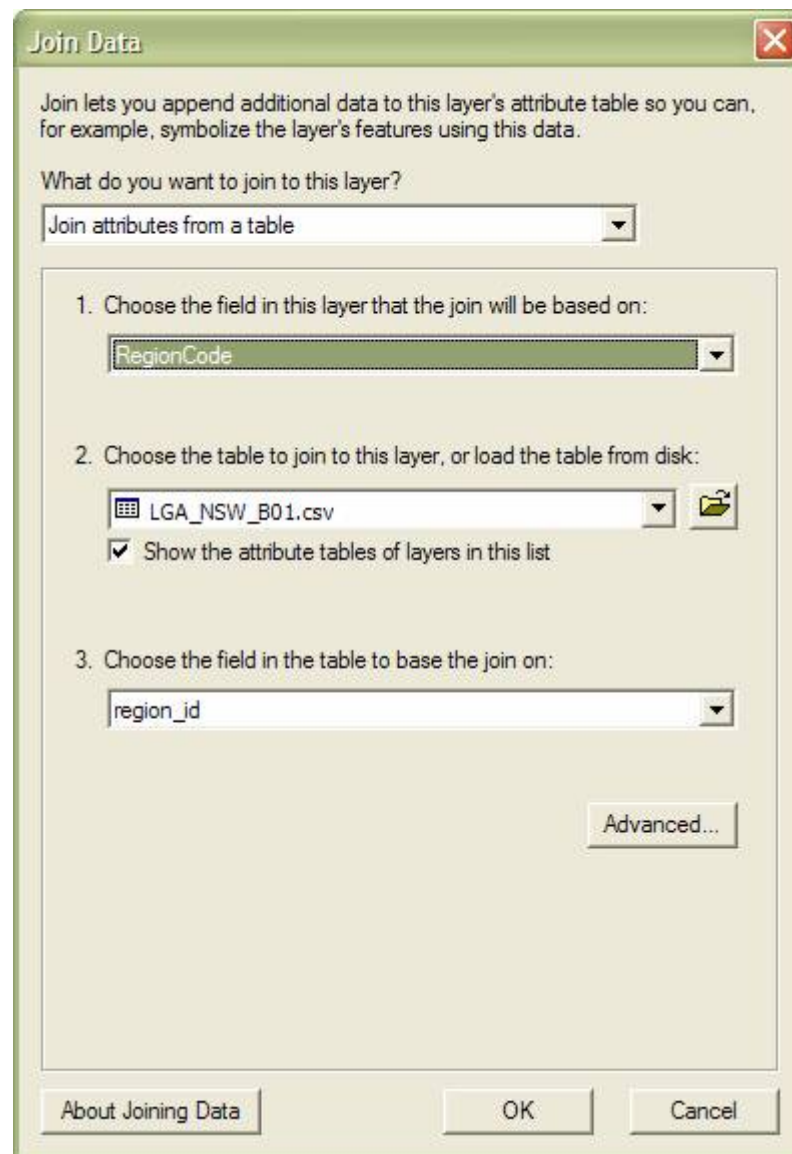 Join Data
Join lets you append additional data to this layer's attribute table so you can,
for example, symbolize the layer's features using this data.
What do you want to join to this layer?
Join attributes from a table
1. Choose the field in this layer that the join will be based on:
RegionCode
2. Choose the table to join to this layer, or load the table from disk:
LGA_NSW_B01.csv
Show the attribute tables of layers in this list
3. Choose the field in the table to base the join on:
region_id
Advanced...
About Joining Data
OK
Cancel